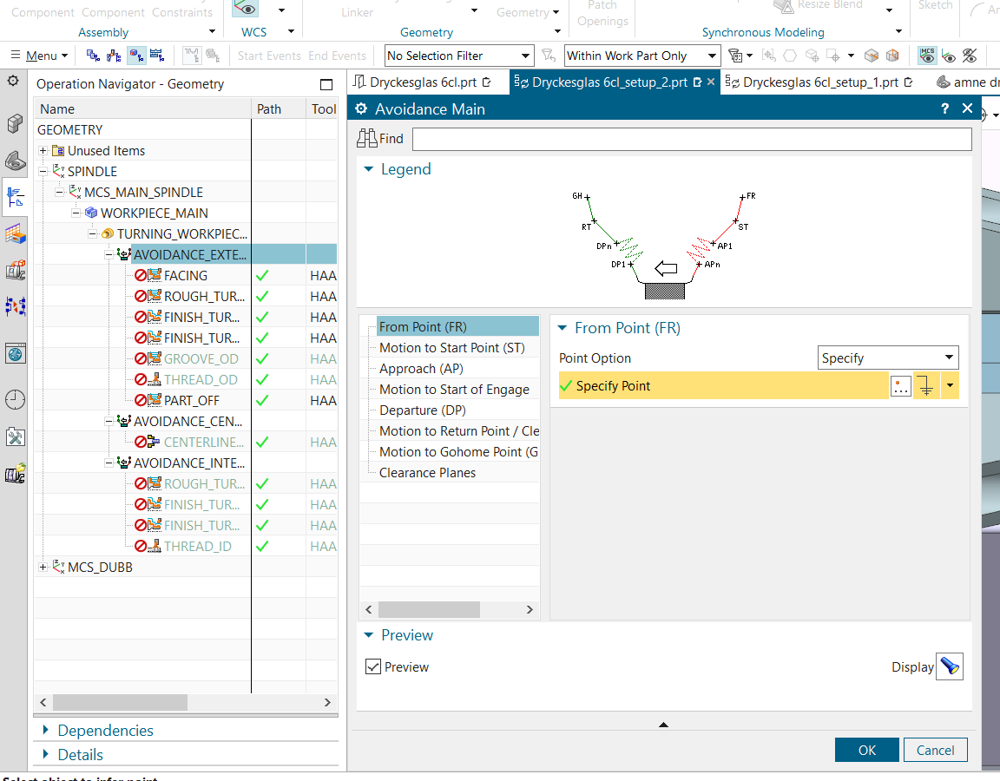 Component Component Constraints
Linker
Geometry
Patch
Openings
Resize Blend
Sketch
Assembly
WCS
Geometry
Synchronous Modeling
Menu
Start Events End Events
No Selection Filter
Within Work Part Only
MCS
Operation Navigator - Geometry
Dryckesglas 6cl.prt
Dryckesglas 6cl_setup_2.prt
Dryckesglas 6cl_setup_1.prt
amne dr
Name Path Tool
Avoidance Main
GEOMETRY
Find
Unused Items
SPINDLE
Legend
MCS_MAIN_SPINDLE
WORKPIECE_MAIN
TURNING_WORKPIEC...
AVOIDANCE_EXTE...
FACING HAA
ROUGH_TUR... HAA
FINISH_TUR... HAA
FINISH_TUR... HAA
GROOVE_OD HAA
THREAD_OD HAA
PART_OFF HAA
AVOIDANCE_CEN...
CENTERLINE... HAA
AVOIDANCE_INTE...
ROUGH_TUR... HAA
FINISH_TUR... HAA
FINISH_TUR... HAA
THREAD_ID HAA
MCS_DUBB
Dependencies
Details
GH
FR
RT
ST
DPn
AP1
DP1
APn
From Point (FR)
Motion to Start Point (ST)
Approach (AP)
Motion to Start of Engage
Departure (DP)
Motion to Return Point / Cle
Motion to Gohome Point (G
Clearance Planes
From Point (FR)
Point Option Specify
Specify Point
Preview
Preview
Display
OK Cancel
Select object to infer point